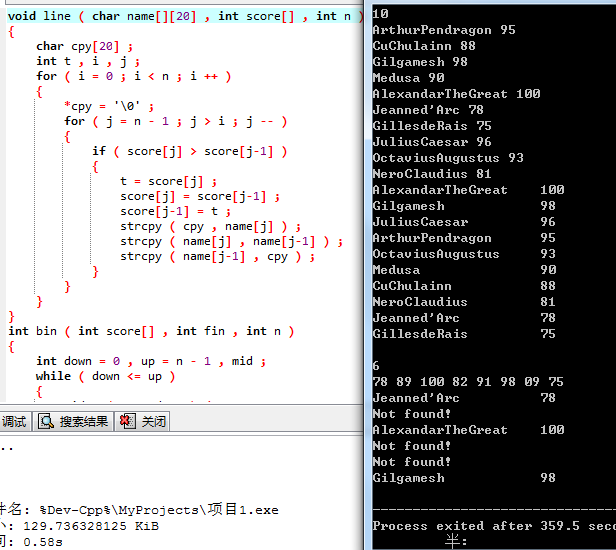 void line ( char name[][20] , int score[] , int n )
{
char cpy[20] ;
int t , i , j ;
for ( i = 0 ; i < n ; i ++ )
{
*cpy = '\0' ;
for ( j = n - 1 ; j > i ; j -- )
{
if ( score[j] > score[j-1] )
{
t = score[j] ;
score[j] = score[j-1] ;
score[j-1] = t ;
strcpy ( cpy , name[j] ) ;
strcpy ( name[j] , name[j-1] ) ;
strcpy ( name[j-1] , cpy ) ;
}
}
}
}
int bin ( int score[] , int fin , int n )
{
int down = 0 , up = n - 1 , mid ;
while ( down <= up )
{
调试 搜索结果 关闭
..
件名: %Dev-Cpp%\MyProjects\项目1.exe
小: 129.736328125 KiB
间: 0.58s
10
ArthurPendragon 95
CuChulainn 88
Gilgamesh 98
Medusa 90
AlexandarTheGreat 100
Jeanned'Arc 78
GillesdeRais 75
JuliusCaesar 96
OctaviusAugustus 93
NeroClaudius 81
AlexandarTheGreat 100
Gilgamesh 98
JuliusCaesar 96
ArthurPendragon 95
OctaviusAugustus 93
Medusa 90
CuChulainn 88
NeroClaudius 81
Jeanned'Arc 78
GillesdeRais 75
6
78 89 100 82 91 98 09 75
Jeanned'Arc 78
Not found!
AlexandarTheGreat 100
Not found!
Not found!
Gilgamesh 98
--------------------------------
Process exited after 359.5 seco
半: